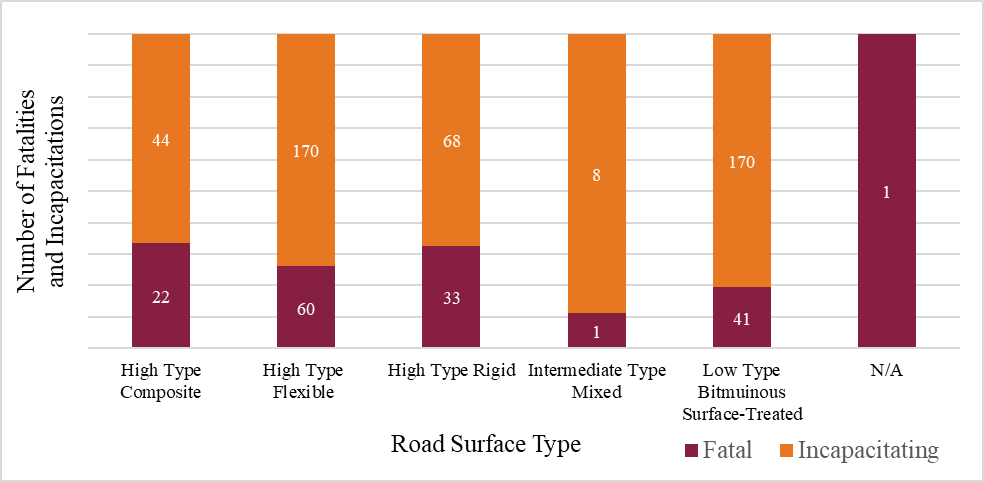 Number of Fatalities
and Incapacitations
44
170
68
8
170
1
22
60
33
1
41
High Type
Composite
High Type
Flexible
High Type Rigid
Intermediate Type
Mixed
Low Type
Bitmuinous
Surface-Treated
N/A
Road Surface Type
Fatal
Incapacitating